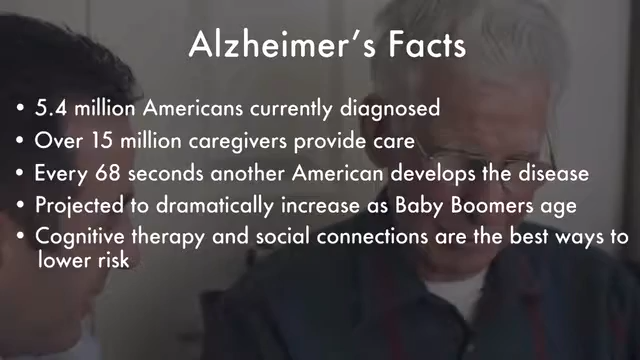 Alzheimer's Facts
• 5.4 million Americans currently diagnosed
• Over 15 million caregivers provide care
• Every 68 seconds another American develops the disease
• Projected to dramatically increase as Baby Boomers age
• Cognitive therapy and social connections are the best ways to
lower risk